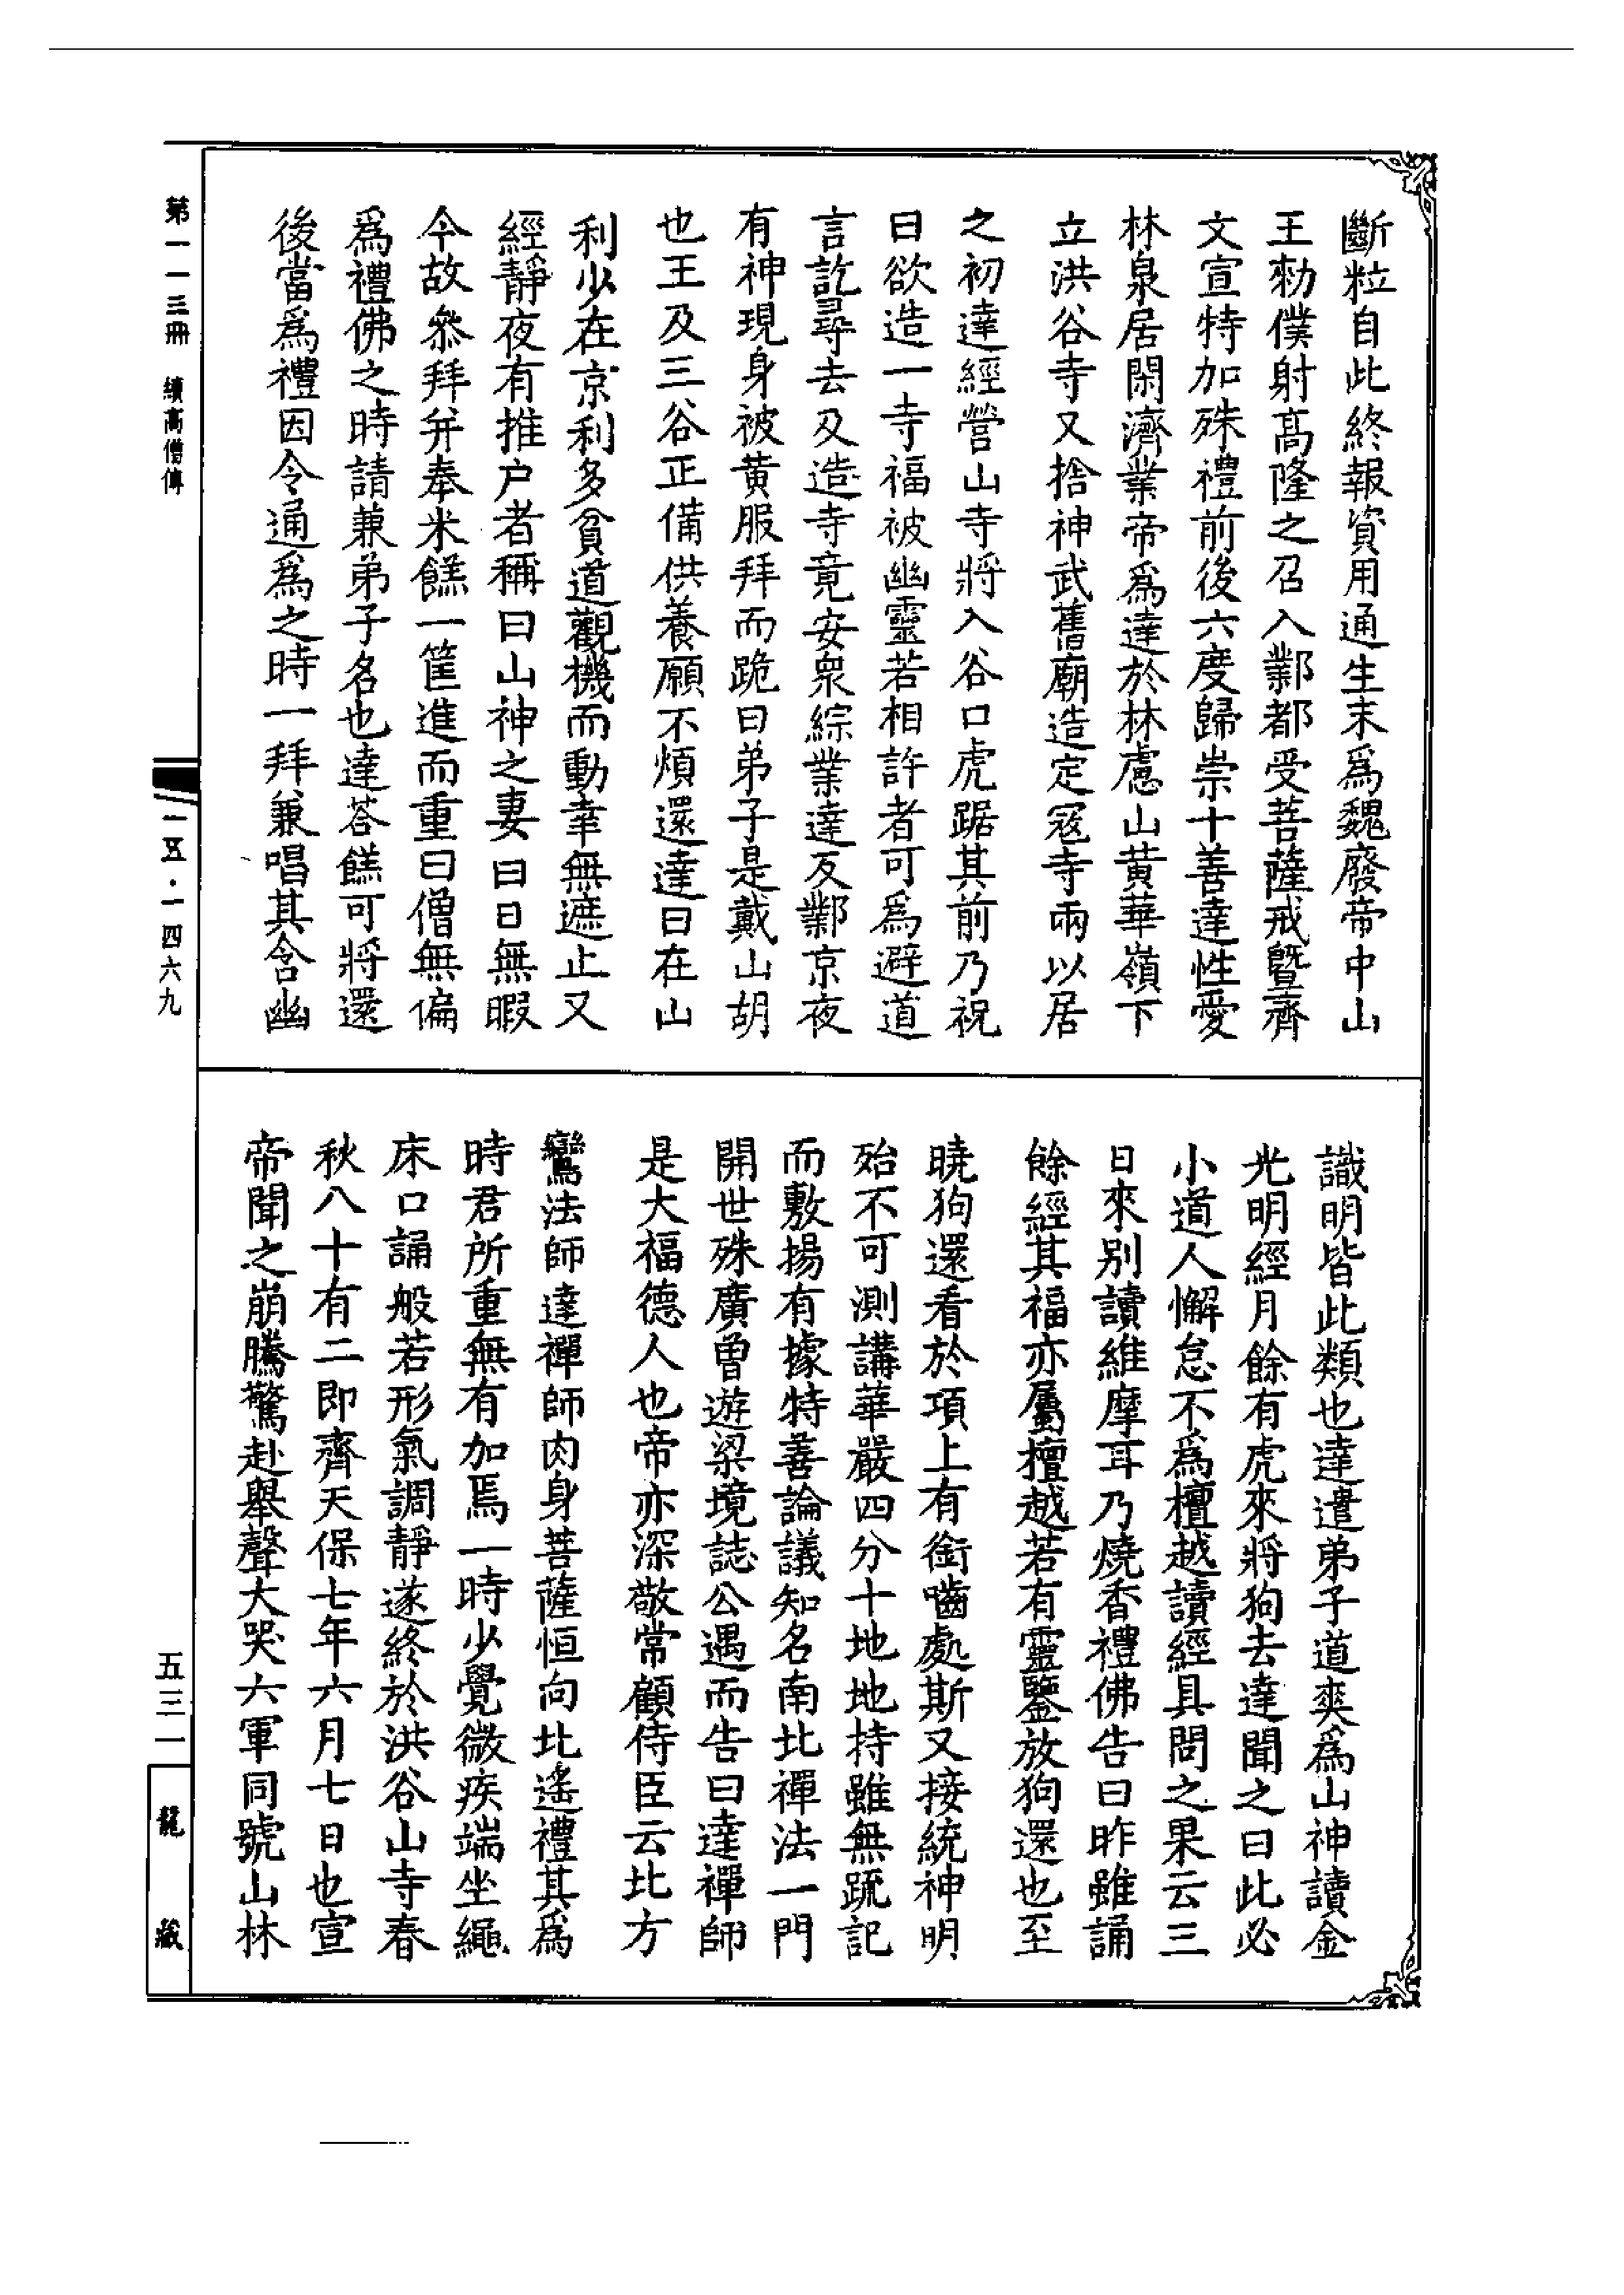 斷粒自此終報資用通生末爲魏廢帝中山
王勑僕射高隆之召入鄴都受菩薩戒曁齊
文宣特加殊禮前後六度歸崇十善達性愛
林泉居閑濟業帝爲達於林慮山黃華嶺下
立洪谷寺又捨神武舊廟造定冦寺兩以居
之初達經營山寺將入谷口虎踞其前乃祝
曰欲造一寺福被幽靈若相許者可爲避道
言訖尋去及造寺竟安衆綜業達反鄴京夜
有神現身被黃服拜而跪曰弟子是戴山胡
也王及三谷正備供養願不煩還達曰在山
利少在京利多貧道觀機而動幸無遮止又
經靜夜有推户者稱曰山神之妻曰日無暇
今故叅拜并奉米餻一筐進而重曰僧無偏
爲禮佛之時請兼弟子名也達荅餻可將還
後當爲禮因令通爲之時一拜兼唱其含幽
識明皆此類也達遣弟子道爽爲山神讀金
光明經月餘有虎來將狗去達聞之曰此必
小道人懈怠不爲檀越讀經具問之果云三
日來别讀維摩耳乃燒香禮佛告曰昨雖誦
餘經其福亦屬檀越若有靈鑒放狗還也至
曉狗還看於項上有銜嚙處斯又接統神明
殆不可測講華嚴四分十地地持雖無䟽記
而敷揚有據特善論議知名南北禪法一門
開世殊廣曾遊梁境誌公遇而告曰達禪師
是大福德人也帝亦深敬常顧侍臣云北方
鸞法師達禪師肉身菩薩恒向北遙禮其爲
時君所重無有加焉一時少覺微疾端坐繩
床口誦般若形氣調靜遂終於洪谷山寺春
秋八十有二即齊天保七年六月七日也宣
帝聞之崩騰驚赴舉聲大哭六軍同號山林
第一一三冊　續高僧傳
一五·一四六九
五三一
龍藏